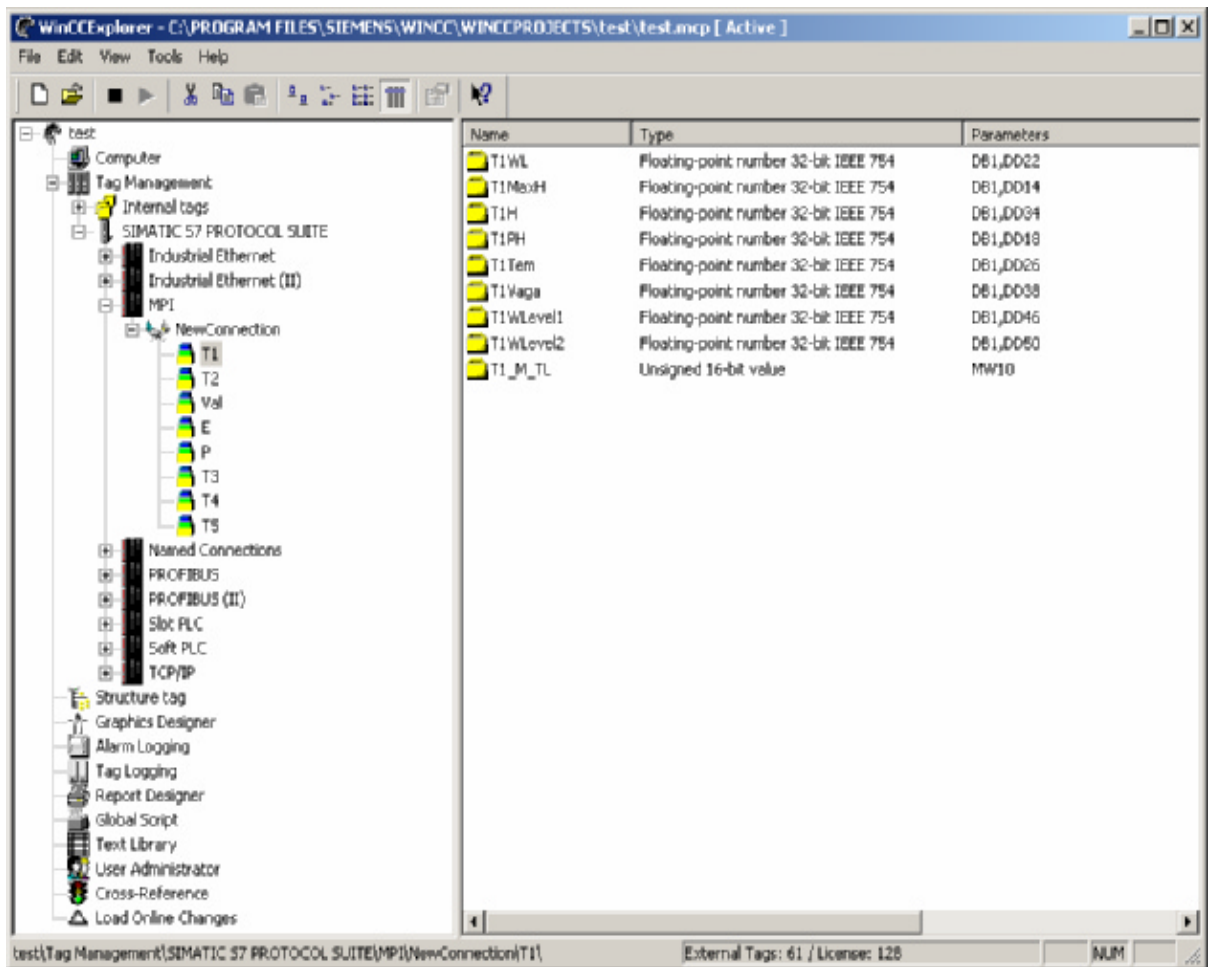 WinCCExplorer - C:\PROGRAM FILES\SIEMENS\WINCC\WINCCPROJECTS\test\test.mcp [ Active ]
File Edit View Tools Help
test
Computer
Tag Management
Internal tags
SIMATIC S7 PROTOCOL SUITE
Industrial Ethernet
Industrial Ethernet (II)
MPI
NewConnection
T1
T2
Val
E
P
T3
T4
T5
Named Connections
PROFIBUS
PROFIBUS (II)
Slot PLC
Soft PLC
TCP/IP
Structure tag
Graphics Designer
Alarm Logging
Tag Logging
Report Designer
Global Script
Text Library
User Administrator
Cross-Reference
Load Online Changes
Name Type Parameters
T1WL Floating-point number 32-bit IEEE 754 DB1,DD22
T1MaxH Floating-point number 32-bit IEEE 754 DB1,DD14
T1H Floating-point number 32-bit IEEE 754 DB1,DD34
T1PH Floating-point number 32-bit IEEE 754 DB1,DD18
T1Tem Floating-point number 32-bit IEEE 754 DB1,DD26
T1Vaga Floating-point number 32-bit IEEE 754 DB1,DD38
T1WLevel1 Floating-point number 32-bit IEEE 754 DB1,DD46
T1WLevel2 Floating-point number 32-bit IEEE 754 DB1,DD50
T1_M_TL Unsigned 16-bit value MW10
test\Tag Management\SIMATIC S7 PROTOCOL SUITE\MPI\NewConnection\T1\ External Tags: 61 / License: 128 NUM